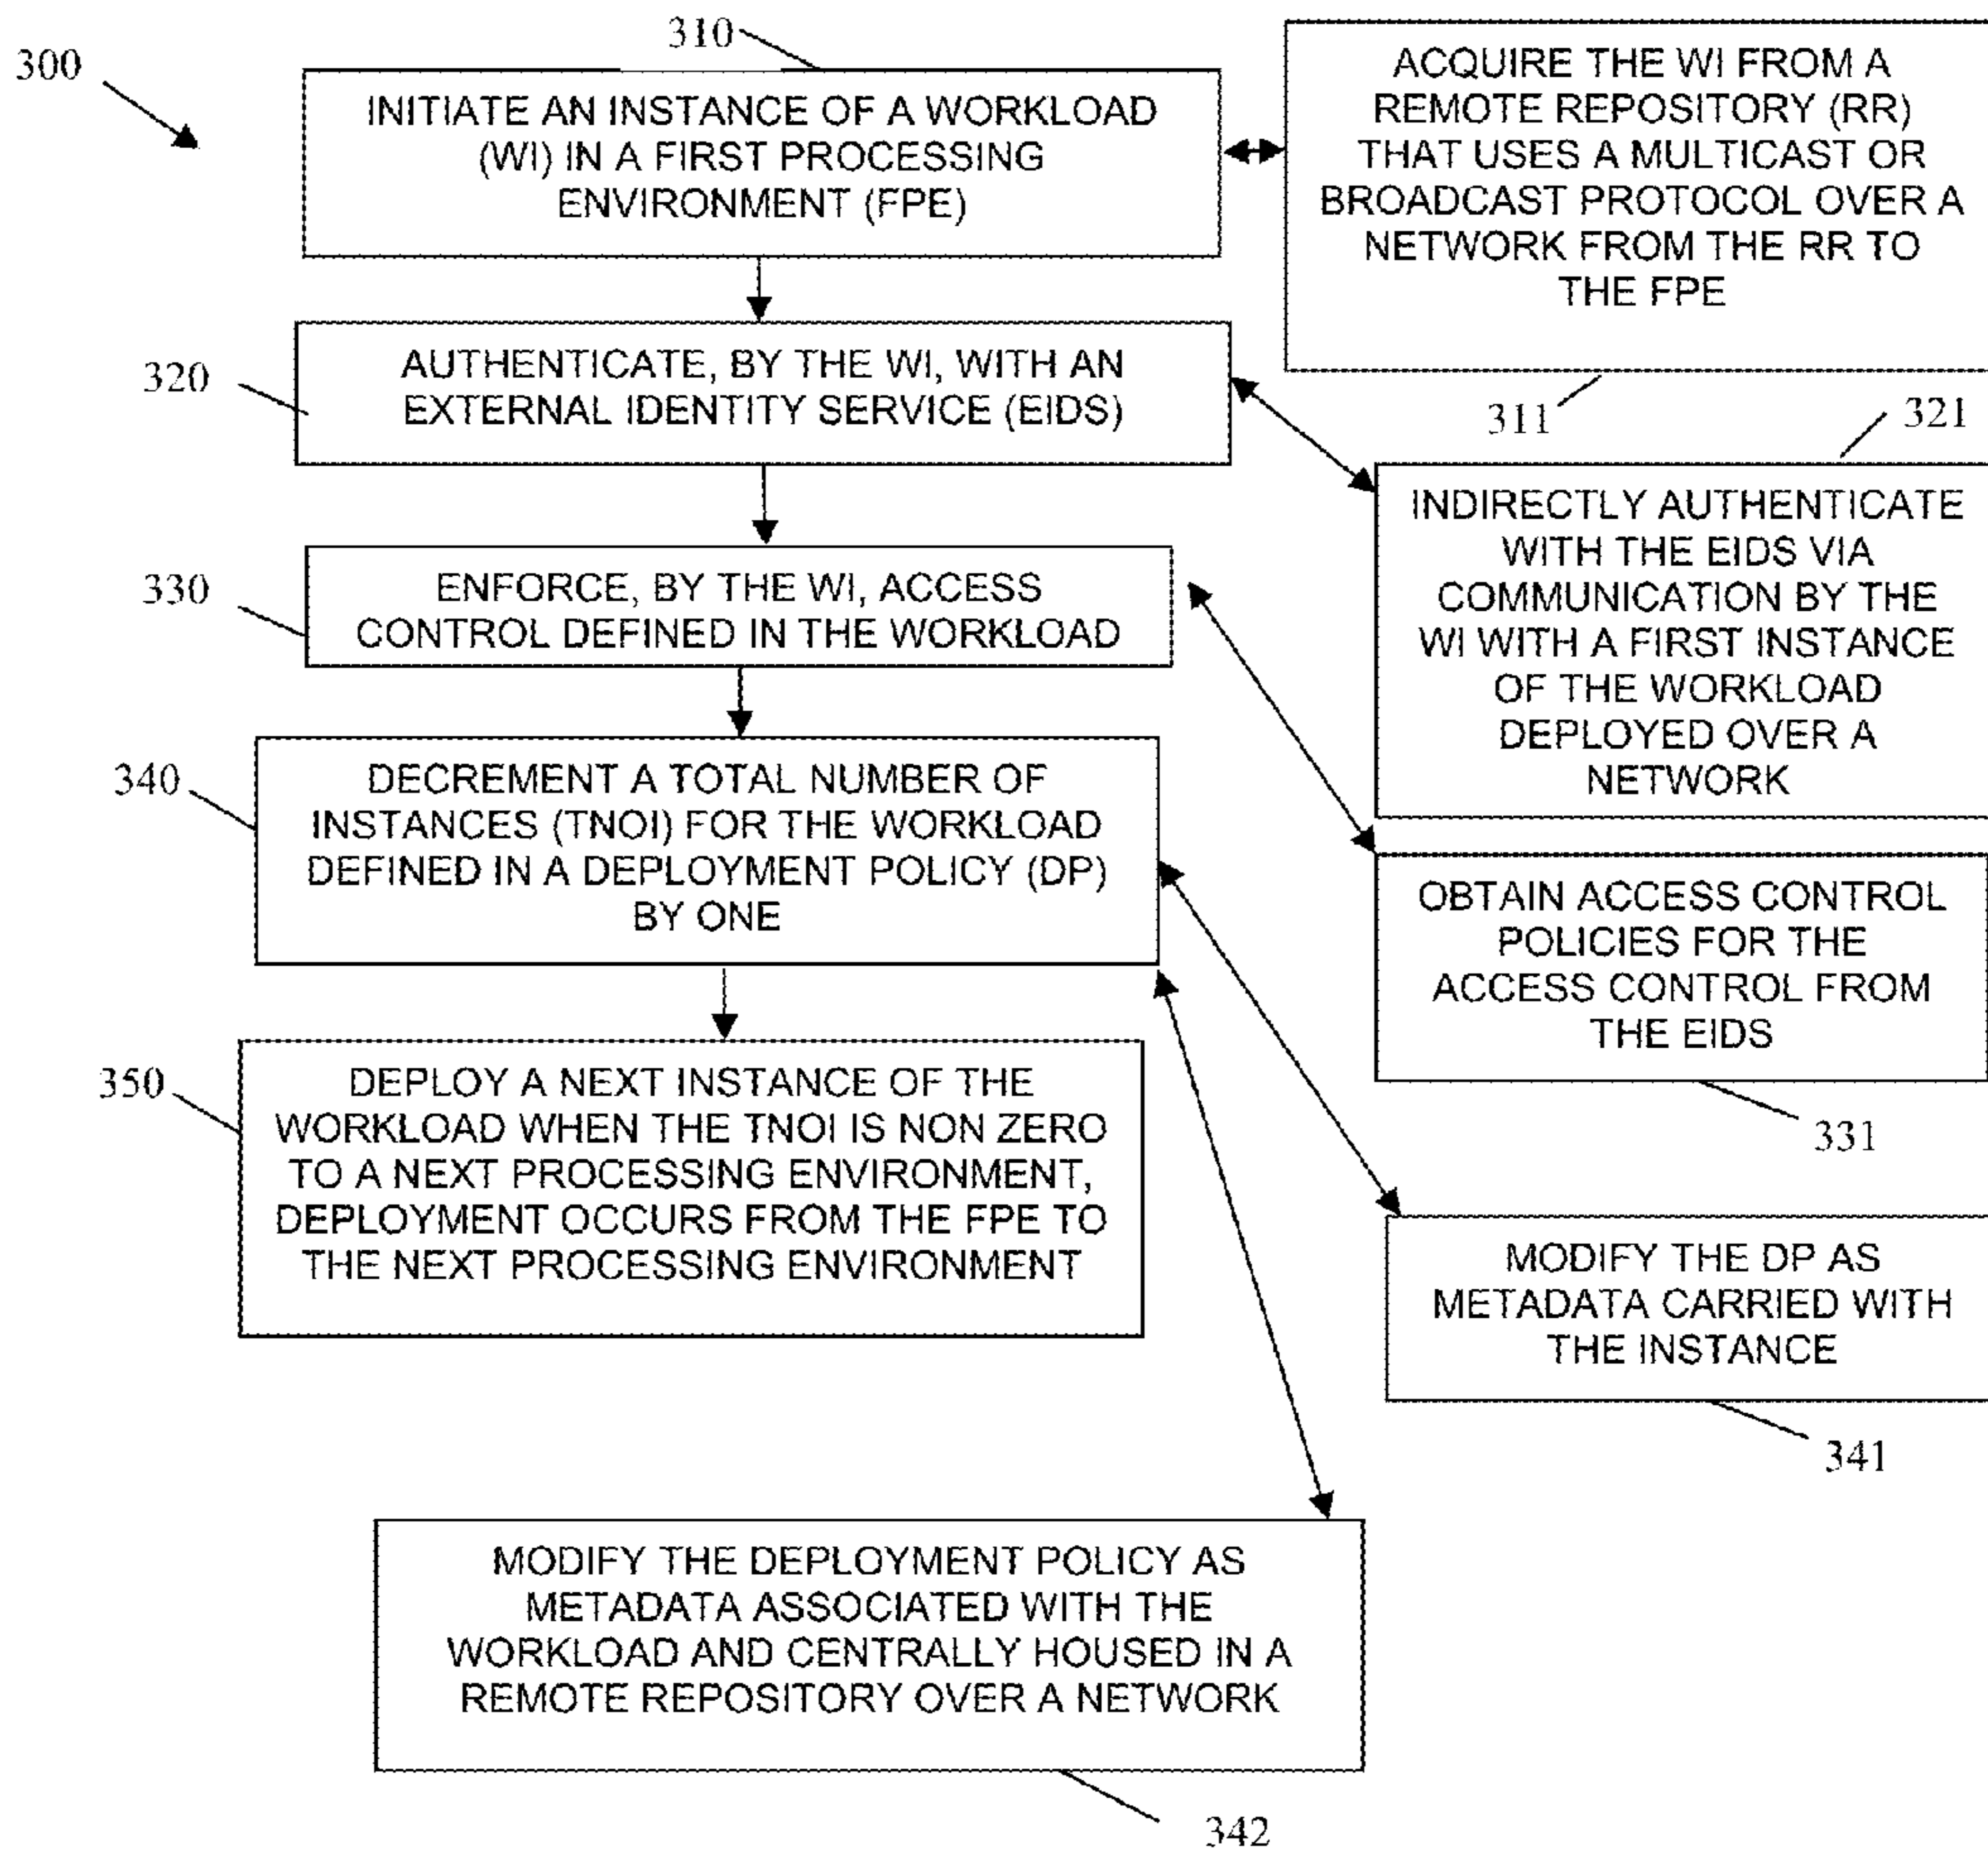 300
310
INITIATE AN INSTANCE OF A WORKLOAD
(WI) IN A FIRST PROCESSING
ENVIRONMENT (FPE)
ACQUIRE THE WI FROM A
REMOTE REPOSITORY (RR)
THAT USES A MULTICAST OR
BROADCAST PROTOCOL OVER A
NETWORK FROM THE RR TO
THE FPE
311
320
AUTHENTICATE, BY THE WI, WITH AN
EXTERNAL IDENTITY SERVICE (EIDS)
321
INDIRECTLY AUTHENTICATE
WITH THE EIDS VIA
COMMUNICATION BY THE
WI WITH A FIRST INSTANCE
OF THE WORKLOAD
DEPLOYED OVER A
NETWORK
330
ENFORCE, BY THE WI, ACCESS
CONTROL DEFINED IN THE WORKLOAD
OBTAIN ACCESS CONTROL
POLICIES FOR THE
ACCESS CONTROL FROM
THE EIDS
331
340
DECREMENT A TOTAL NUMBER OF
INSTANCES (TNOI) FOR THE WORKLOAD
DEFINED IN A DEPLOYMENT POLICY (DP)
BY ONE
350
DEPLOY A NEXT INSTANCE OF THE
WORKLOAD WHEN THE TNOI IS NON ZERO
TO A NEXT PROCESSING ENVIRONMENT,
DEPLOYMENT OCCURS FROM THE FPE TO
THE NEXT PROCESSING ENVIRONMENT
MODIFY THE DP AS
METADATA CARRIED WITH
THE INSTANCE
341
MODIFY THE DEPLOYMENT POLICY AS
METADATA ASSOCIATED WITH THE
WORKLOAD AND CENTRALLY HOUSED IN A
REMOTE REPOSITORY OVER A NETWORK
342